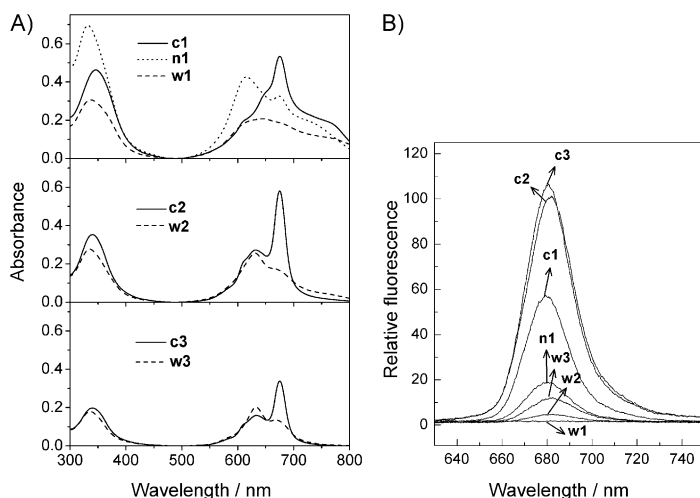 A)
c1
n1
w1
0.6
0.4
0.2
0.0
c2
w2
0.6
0.4
0.2
0.0
c3
w3
0.6
0.4
0.2
0.0
Absorbance
300 400 500 600 700 800
Wavelength / nm
B)
120
100
80
60
40
20
0
Relative fluorescence
c3
c2
c1
n1
w3
w2
w1
640 660 680 700 720 740
Wavelength / nm